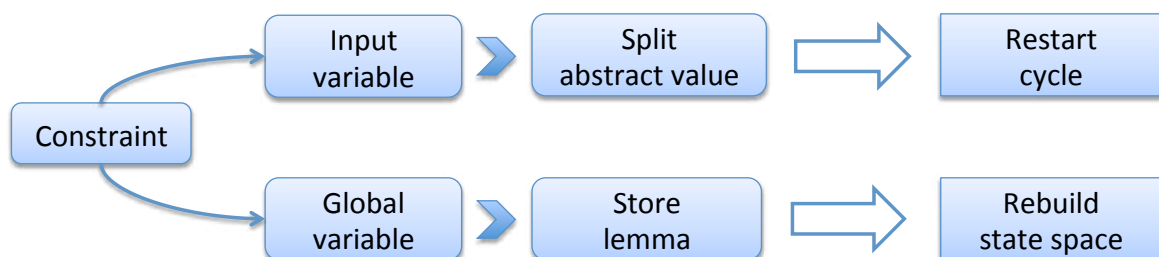 Input
variable
Split
abstract value
Restart
cycle
Constraint
Global
variable
Store
lemma
Rebuild
state space